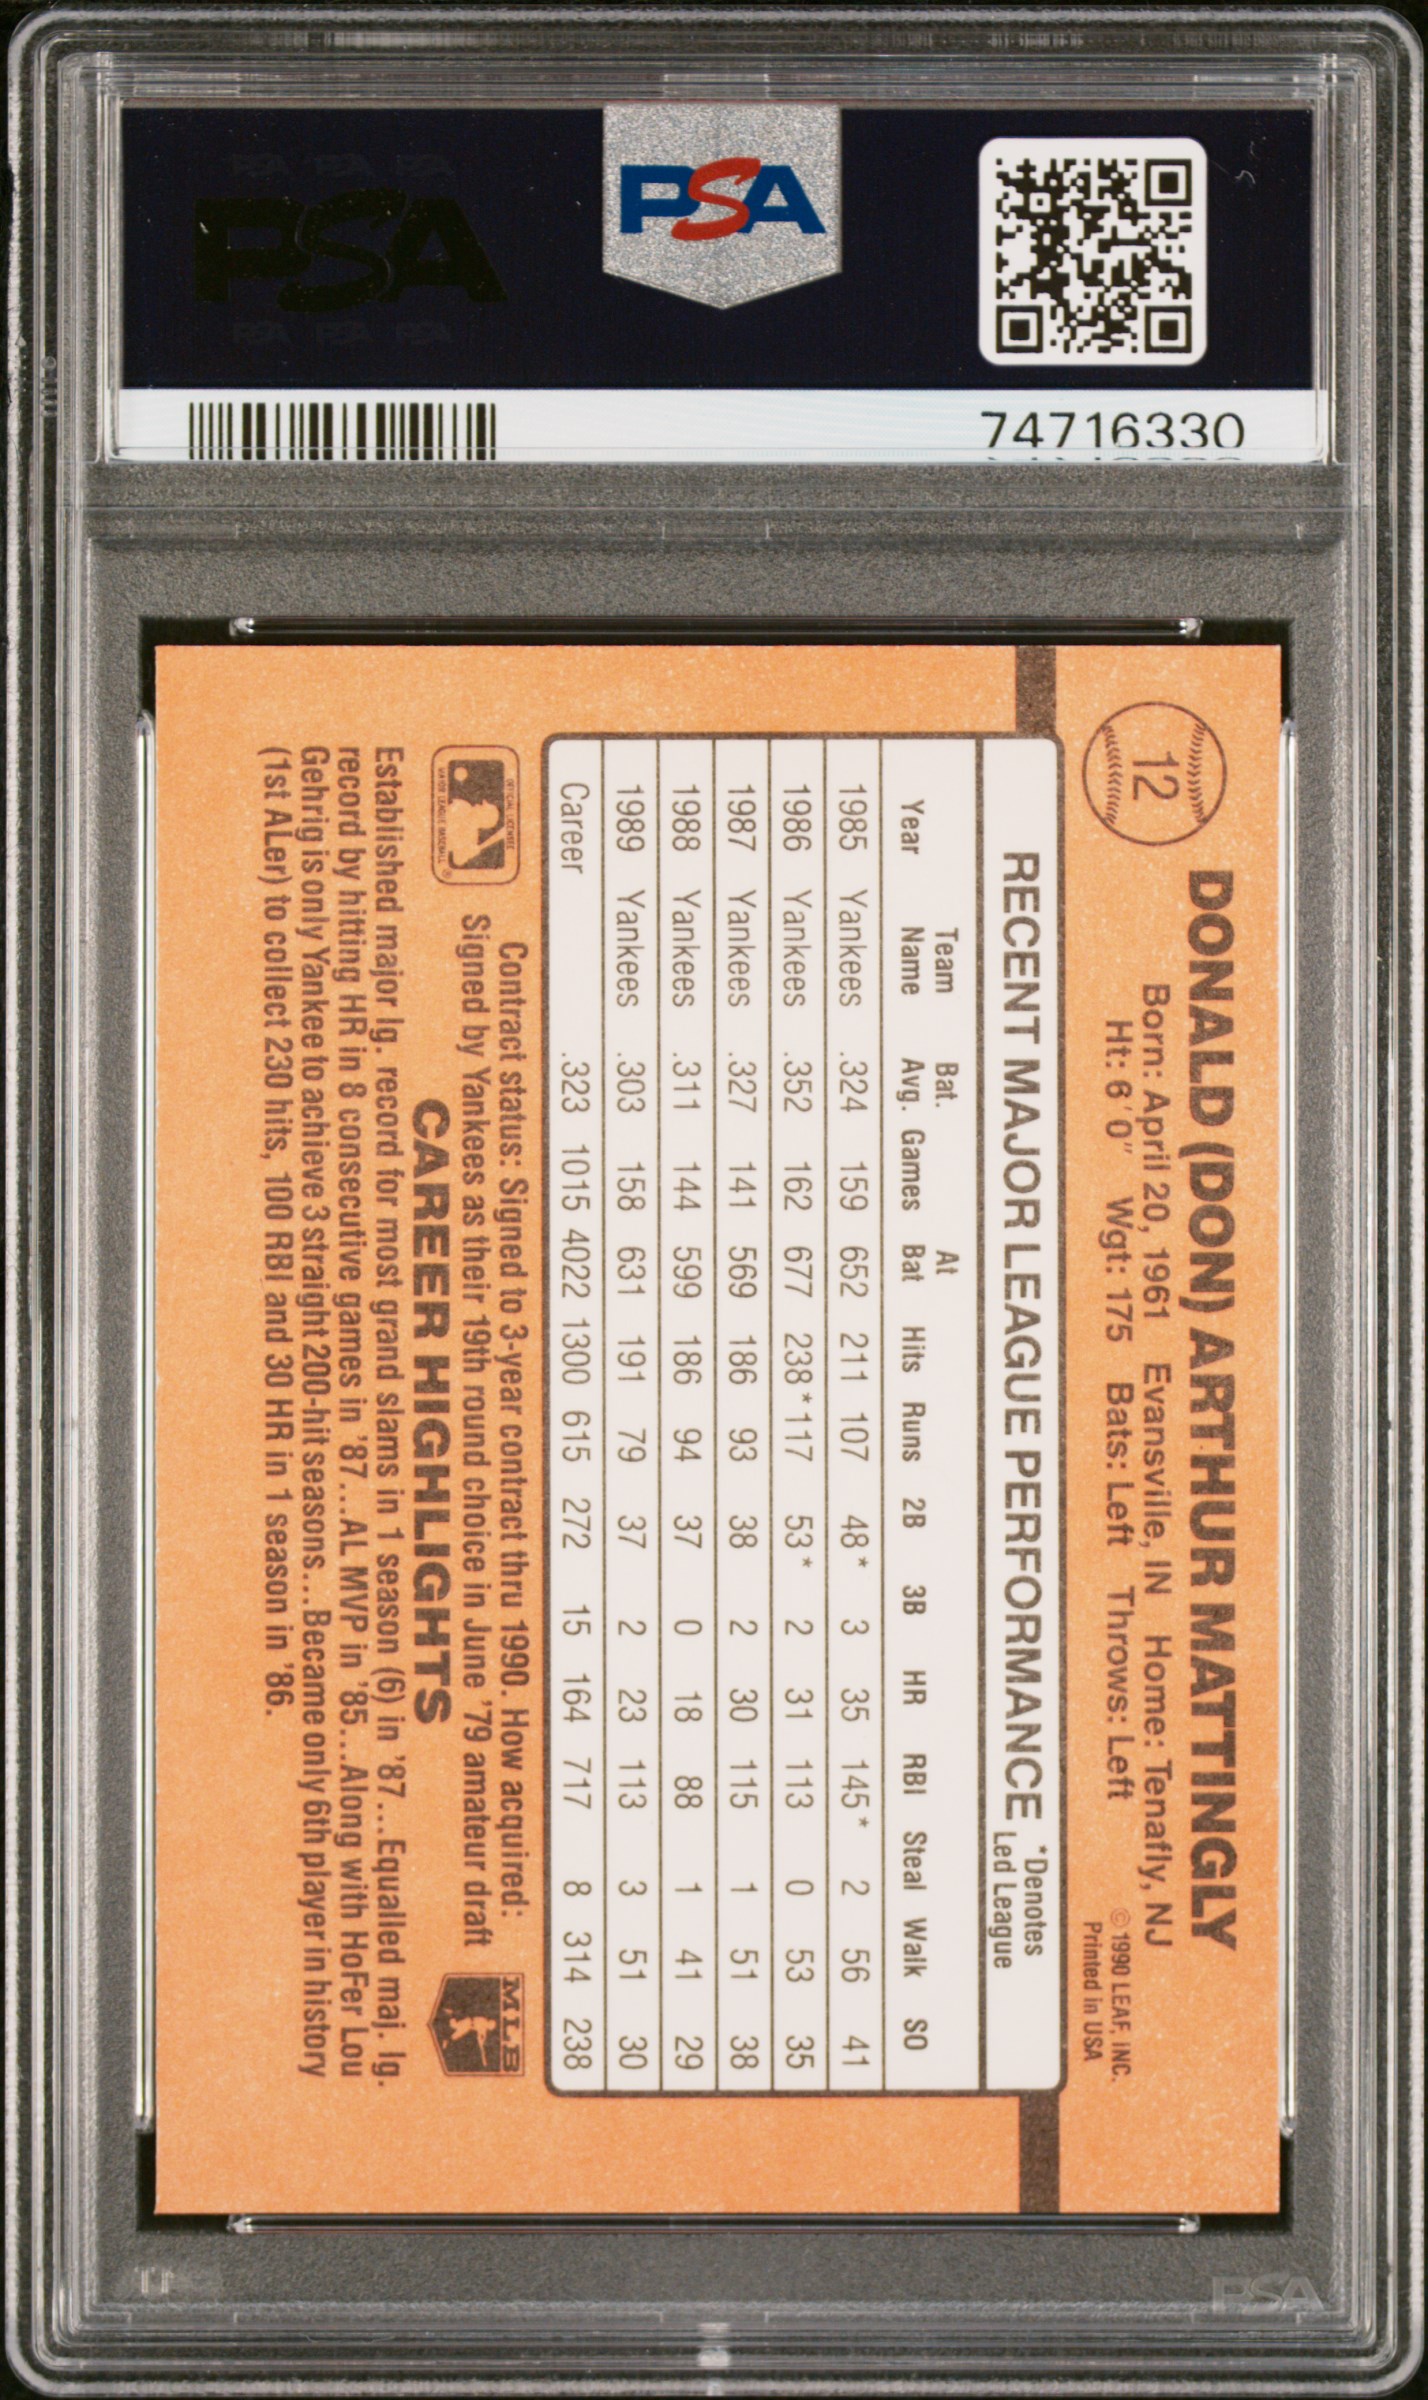 PSA PSA PSA
PSA
PSA PSA PSA
PSA
74716330
12
DONALD (DON) ARTHUR MATTINGLY
Born: April 20, 1961 Evansville, IN Home: Tenafly, NJ
Ht: 6'0" Wgt: 175 Bats: Left Throws: Left
© 1990 LEAF, INC.
Printed in USA
RECENT MAJOR LEAGUE PERFORMANCE *Denotes
Led League
Team Bat. At
Year Name Avg. Games Bat Hits Runs 2B 3B HR RBI Steal Walk SO
1985 Yankees .324 159 652 211 107 48* 3 35 145* 2 56 41
1986 Yankees .352 162 677 238* 117 53* 2 31 113 0 53 35
1987 Yankees .327 141 569 186 93 38 2 30 115 1 51 38
1988 Yankees .311 144 599 186 94 37 0 18 88 1 41 29
1989 Yankees .303 158 631 191 79 37 2 23 113 3 51 30
Career .323 1015 4022 1300 615 272 15 164 717 8 314 238
OFFICIAL LICENSEE
MAJOR LEAGUE BASEBALL ®
Contract status: Signed to 3-year contract thru 1990. How acquired:
Signed by Yankees as their 19th round choice in June '79 amateur draft
MLB
CAREER HIGHLIGHTS
Established major lg. record for most grand slams in 1 season (6) in '87...Equalled maj. lg.
record by hitting HR in 8 consecutive games in '87...AL MVP in '85...Along with HoFer Lou
Gehrig is only Yankee to achieve 3 straight 200-hit seasons...Became only 6th player in history
(1st ALer) to collect 230 hits, 100 RBI and 30 HR in 1 season in '86.
PSA